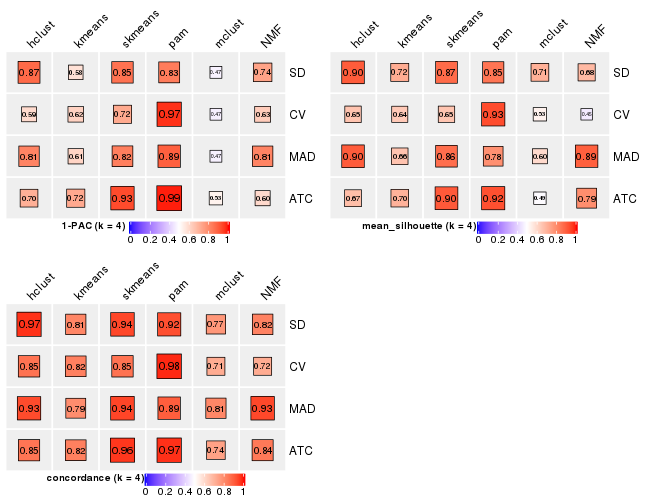 hclust kmeans skmeans pam mclust NMF
0.87 0.58 0.85 0.83 0.47 0.74 SD
0.59 0.62 0.72 0.97 0.47 0.63 CV
0.81 0.61 0.82 0.89 0.47 0.81 MAD
0.70 0.72 0.93 0.99 0.53 0.60 ATC
1-PAC (k = 4)
0 0.2 0.4 0.6 0.8 1
hclust kmeans skmeans pam mclust NMF
0.90 0.72 0.87 0.85 0.71 0.68 SD
0.65 0.64 0.65 0.93 0.53 CV
0.90 0.66 0.86 0.78 0.60 0.89 MAD
0.67 0.70 0.90 0.92 0.49 0.79 ATC
mean_silhouette (k = 4)
0 0.2 0.4 0.6 0.8 1
hclust kmeans skmeans pam mclust NMF
0.97 0.81 0.94 0.92 0.77 0.82 SD
0.85 0.82 0.85 0.98 0.71 0.72 CV
0.93 0.79 0.94 0.89 0.81 0.93 MAD
0.85 0.82 0.96 0.97 0.74 0.84 ATC
concordance (k = 4)
0 0.2 0.4 0.6 0.8 1